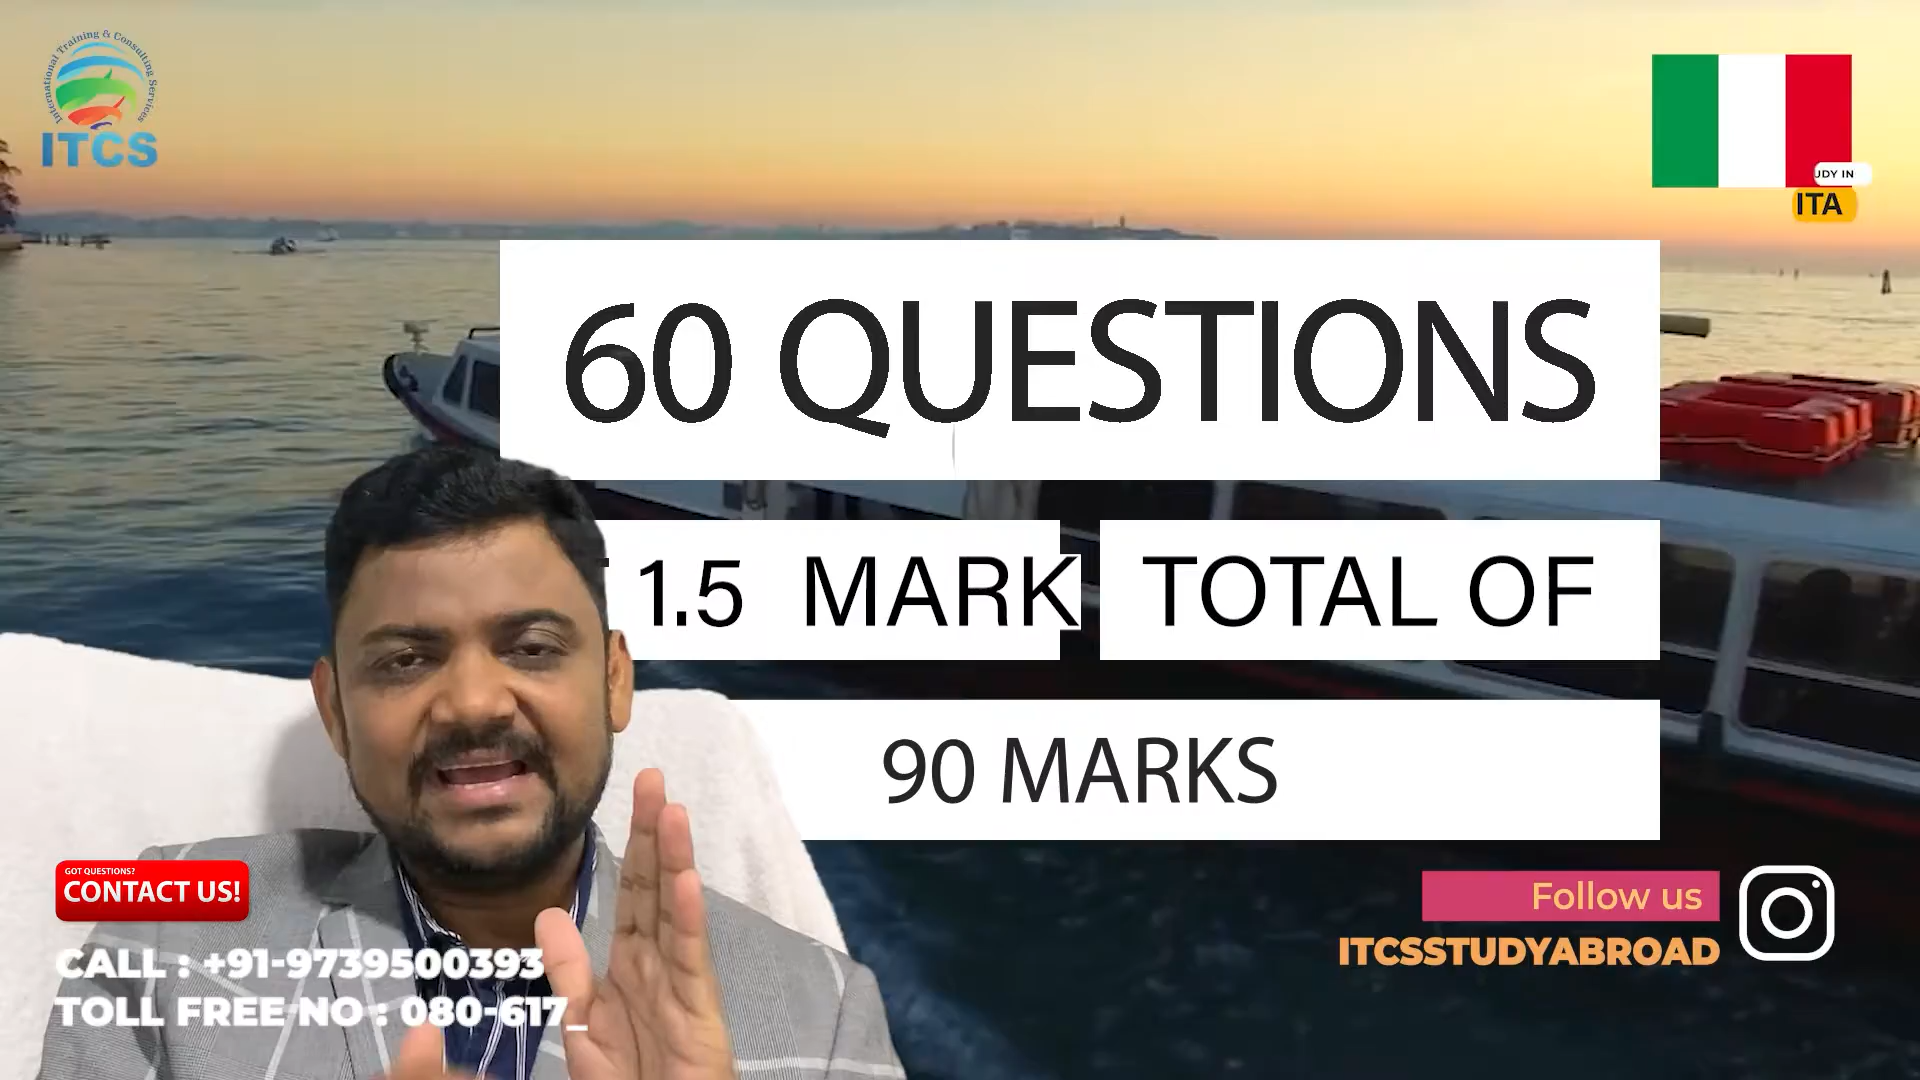 International Training & Consulting Services
ITCS
JDY IN
ITA
60 QUESTIONS
1.5 MARK
TOTAL OF
90 MARKS
GOT QUESTIONS?
CONTACT US!
CALL : +91-9739500393
TOLL FREE NO : 080-617_
Follow us
ITCSSTUDYABROAD